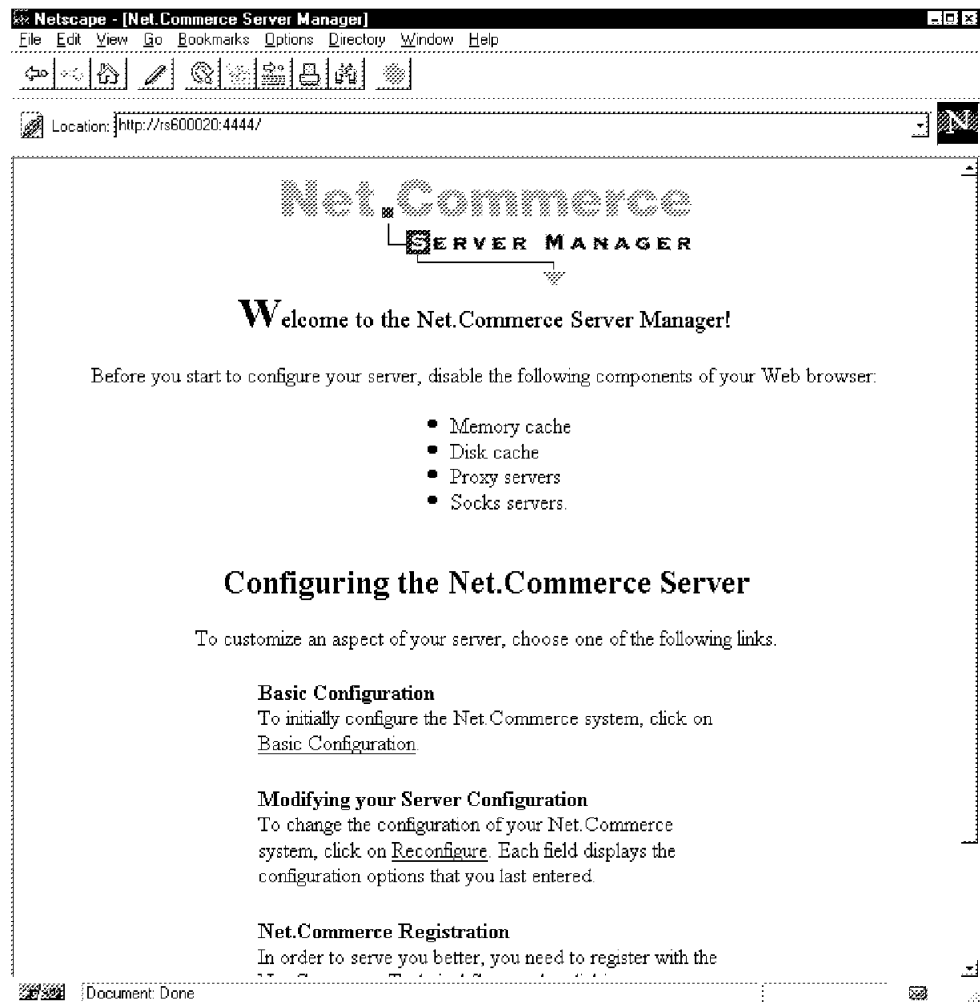 Netscape - [Net.Commerce Server Manager]
File Edit View Go Bookmarks Options Directory Window Help
Location: http://rs600020:4444/
N
Net.Commerce
SERVER MANAGER
Welcome to the Net.Commerce Server Manager!
Before you start to configure your server, disable the following components of your Web browser:
• Memory cache
• Disk cache
• Proxy servers
• Socks servers.
Configuring the Net.Commerce Server
To customize an aspect of your server, choose one of the following links.
Basic Configuration
To initially configure the Net.Commerce system, click on
Basic Configuration.
Modifying your Server Configuration
To change the configuration of your Net.Commerce
system, click on Reconfigure. Each field displays the
configuration options that you last entered.
Net.Commerce Registration
In order to serve you better, you need to register with the
Document: Done